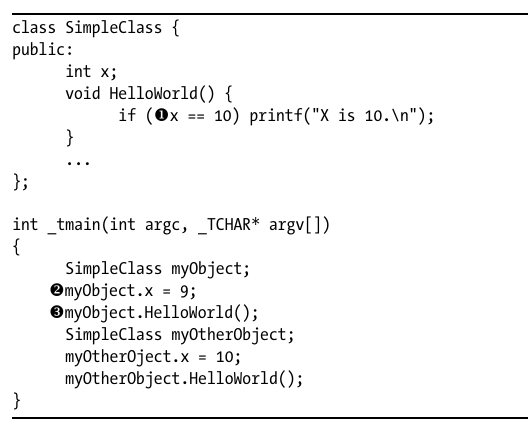 class SimpleClass {
public:
      int x;
      void HelloWorld() {
            if (❶x == 10) printf("X is 10.\n");
      }
      ...
};

int _tmain(int argc, _TCHAR* argv[])
{
      SimpleClass myObject;
    ❷myObject.x = 9;
    ❸myObject.HelloWorld();
      SimpleClass myOtherObject;
      myOtherOject.x = 10;
      myOtherObject.HelloWorld();
}